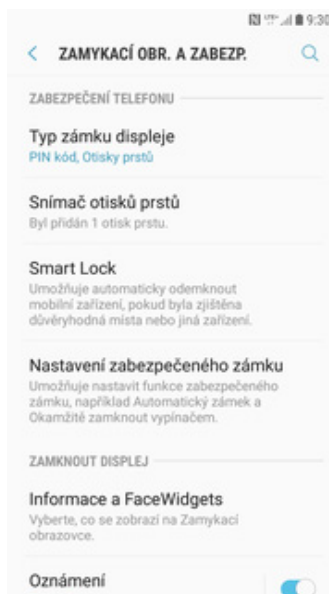 9:30
ZAMYKACÍ OBR. A ZABEZP.
ZABEZPEČENÍ TELEFONU
Typ zámku displeje
PIN kód, Otisky prstů
Snímač otisků prstů
Byl přidán 1 otisk prstu.
Smart Lock
Umožňuje automaticky odemknout
mobilní zařízení, pokud byla zjištěna
důvěryhodná místa nebo jiná zařízení.
Nastavení zabezpečeného zámku
Umožňuje nastavit funkce zabezpečeného
zámku, například Automatický zámek a
Okamžitě zamknout vypínačem.
ZAMKNOUT DISPLEJ
Informace a FaceWidgets
Vyberte, co se zobrazí na Zamykací
obrazovce.
Oznámení